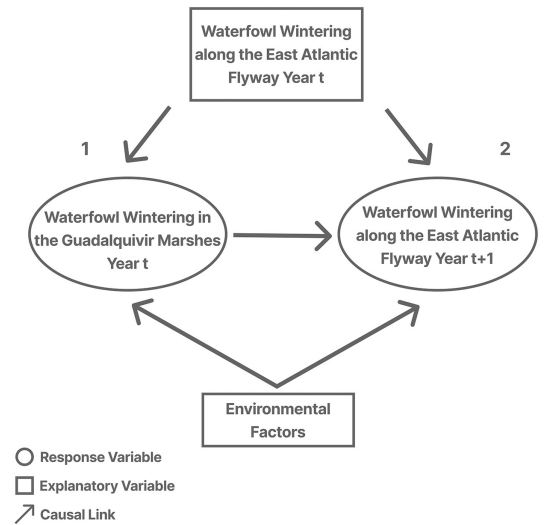 Waterfowl Wintering
along the East Atlantic
Flyway Year t
1
2
Waterfowl Wintering in
the Guadalquivir Marshes
Year t
Waterfowl Wintering
along the East Atlantic
Flyway Year t+1
Environmental
Factors
Response Variable
Explanatory Variable
Causal Link